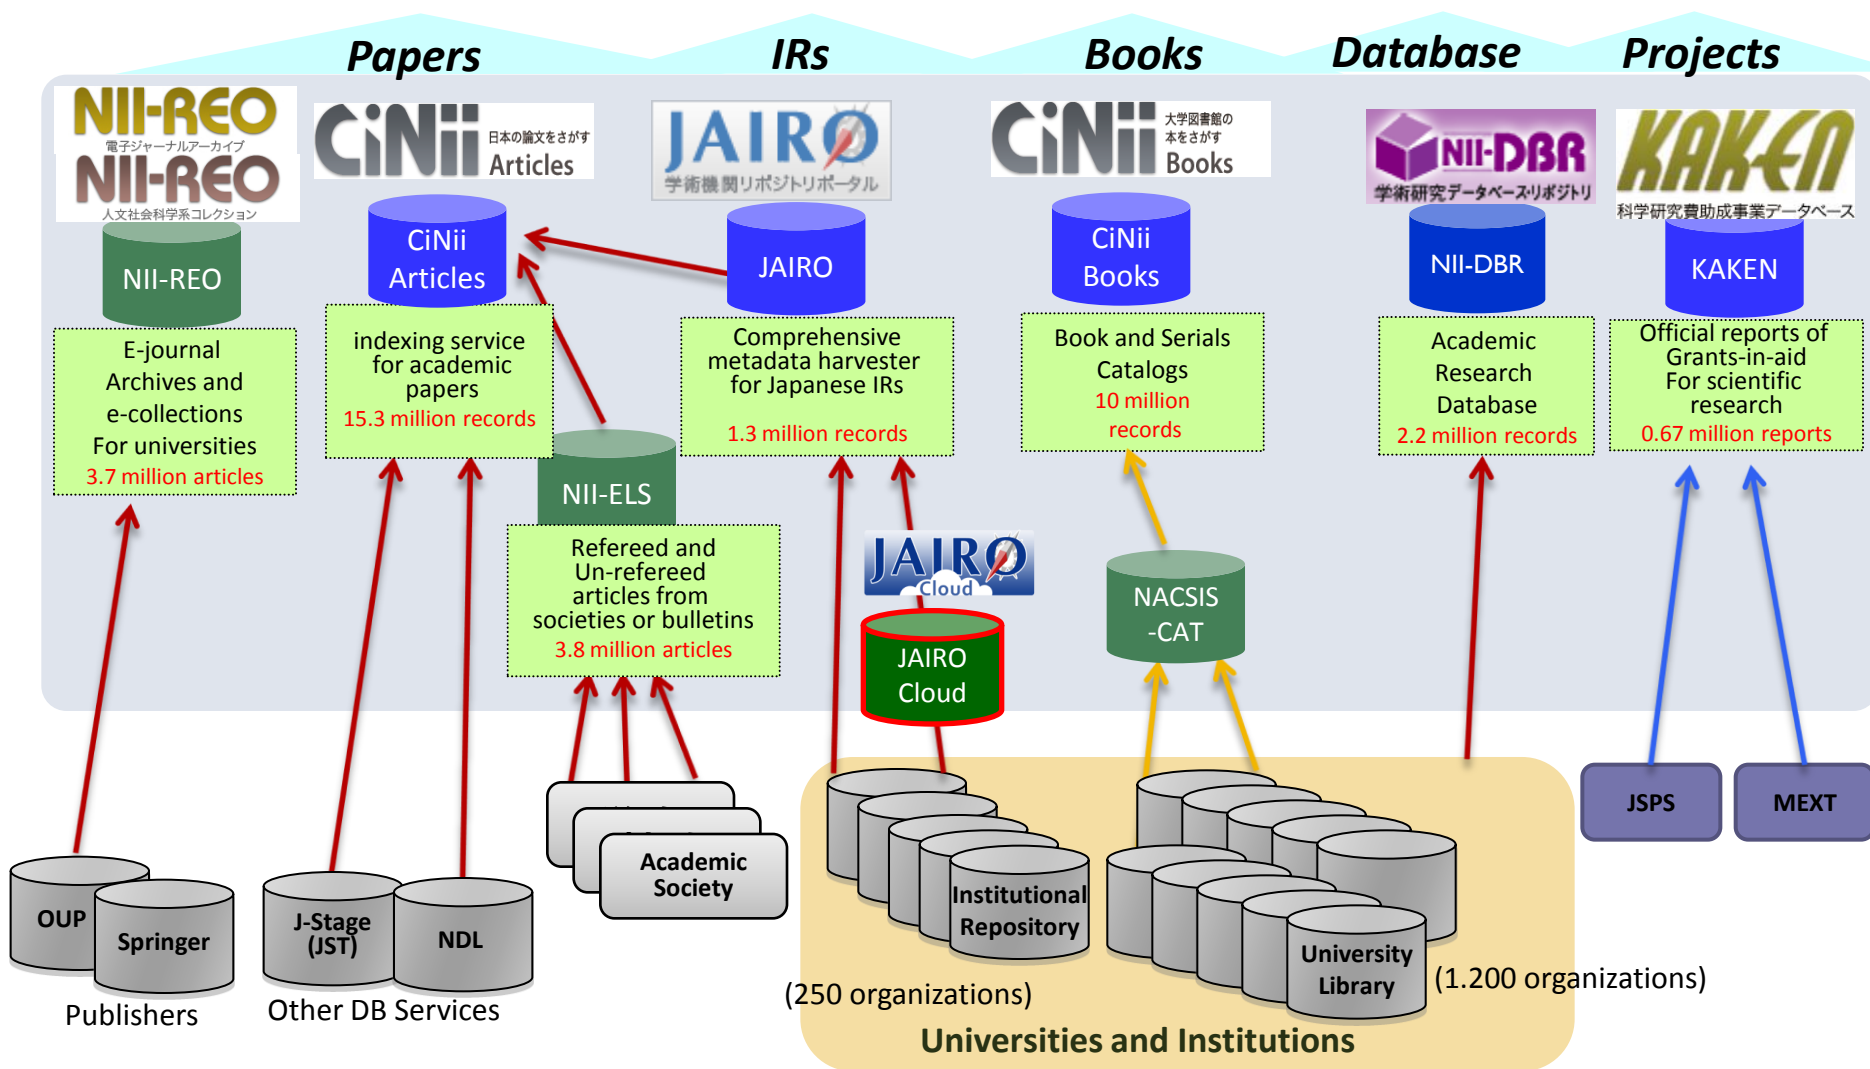 Papers
IRs
Books
Database
Projects
NII-REO
電子ジャーナルアーカイブ
NII-REO
人文社会科学系コレクション
CiNii
日本の論文をさがす
Articles
JAIRO
学術機関リポジトリポータル
CiNii
大学図書館の
本をさがす
Books
NII-DBR
学術研究データベース・リポジトリ
KAKEN
科学研究費助成事業データベース
NII-REO
CiNii
Articles
JAIRO
CiNii
Books
NII-DBR
KAKEN
E-journal
Archives and
e-collections
For universities
3.7 million articles
indexing service
for academic
papers
15.3 million records
Comprehensive
metadata harvester
for Japanese IRs
1.3 million records
Book and Serials
Catalogs
10 million
records
Academic
Research
Database
2.2 million records
Official reports of
Grants-in-aid
For scientific
research
0.67 million reports
NII-ELS
Refereed and
Un-refereed
articles from
societies or bulletins
3.8 million articles
JAIRO
Cloud
JAIRO
Cloud
NACSIS
-CAT
JSPS
MEXT
OUP
Springer
Publishers
J-Stage
(JST)
NDL
Other DB Services
Academic
Society
Institutional
Repository
(250 organizations)
University
Library
(1.200 organizations)
Universities and Institutions